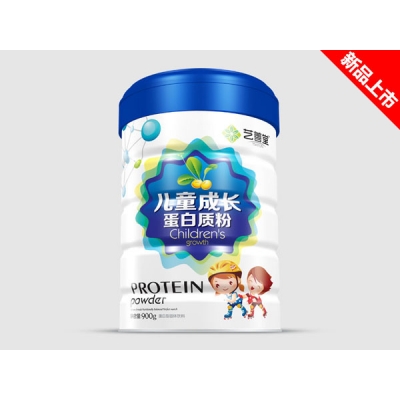 新品上市
艺善堂
儿童成长
蛋白质粉
Children's
growth
PROTEIN
powder
900g